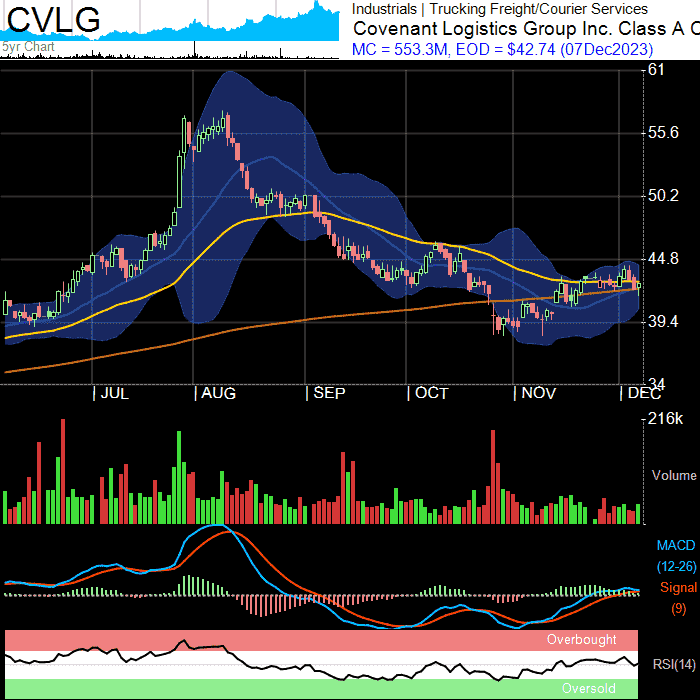 CVLG
5yr Chart
Industrials | Trucking Freight/Courier Services
Covenant Logistics Group Inc. Class A C
MC = 553.3M, EOD = $42.74 (07Dec2023)
61
55.6
50.2
44.8
39.4
34
JUL AUG SEP OCT NOV DEC
216k
Volume
MACD
(12-26)
Signal
(9)
Overbought
RSI(14)
Oversold